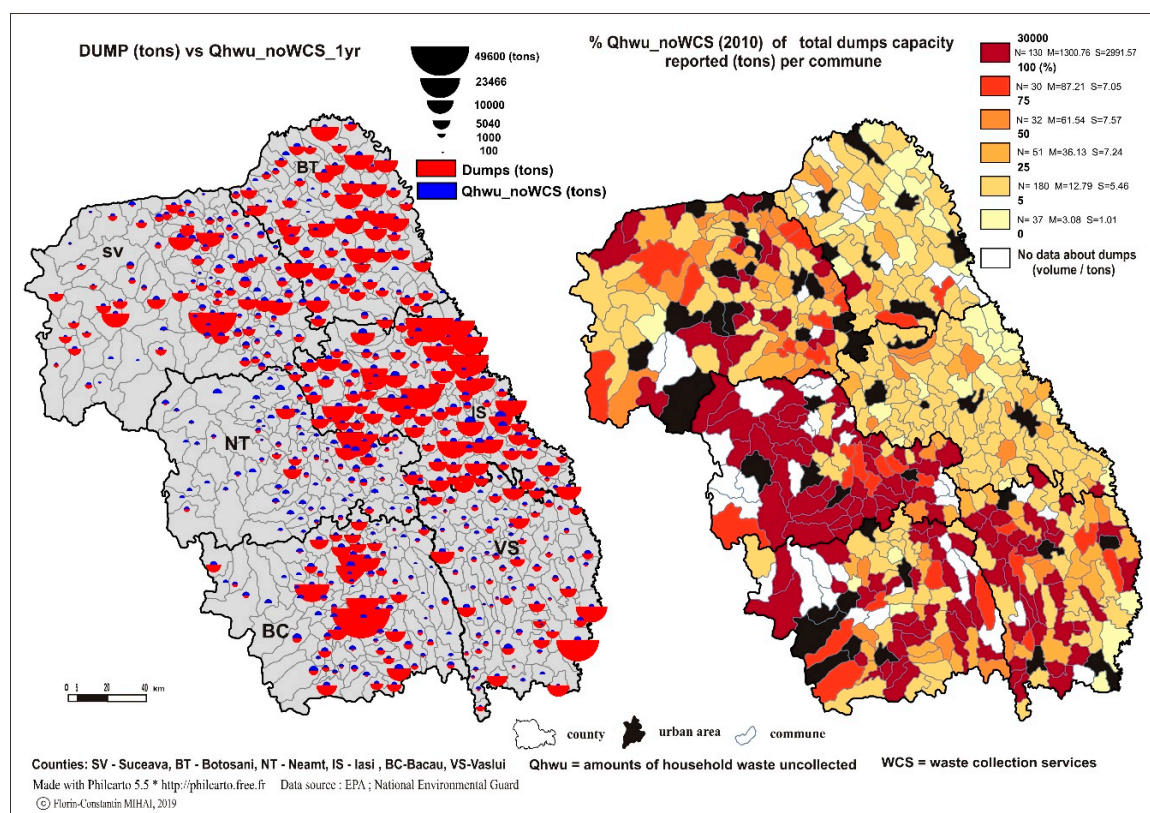 DUMP (tons) vs Qhwu_noWCS_1yr
49600 (tons)
23466
10000
5040
1000
100
Dumps (tons)
Qhwu_noWCS (tons)
BT
SV
IS
NT
VS
BC
0 5 10 20 40
km
% Qhwu_noWCS (2010) of total dumps capacity
reported (tons) per commune
30000
N= 130 M=1300.76 S=2991.57
100 (%)
N= 30 M=87.21 S=7.05
75
N= 32 M=61.54 S=7.57
50
N= 51 M=36.13 S=7.24
25
N= 180 M=12.79 S=5.46
5
N= 37 M=3.08 S=1.01
0
No data about dumps
(volume / tons)
county urban area commune
Counties: SV - Suceava, BT - Botosani, NT - Neamt, IS - Iasi , BC-Bacau, VS-Vaslui
Qhwu = amounts of household waste uncollected WCS = waste collection services
Made with Philcarto 5.5 * http://philcarto.free.fr Data source : EPA ; National Environmental Guard
© Florin-Constantin MIHAI, 2019